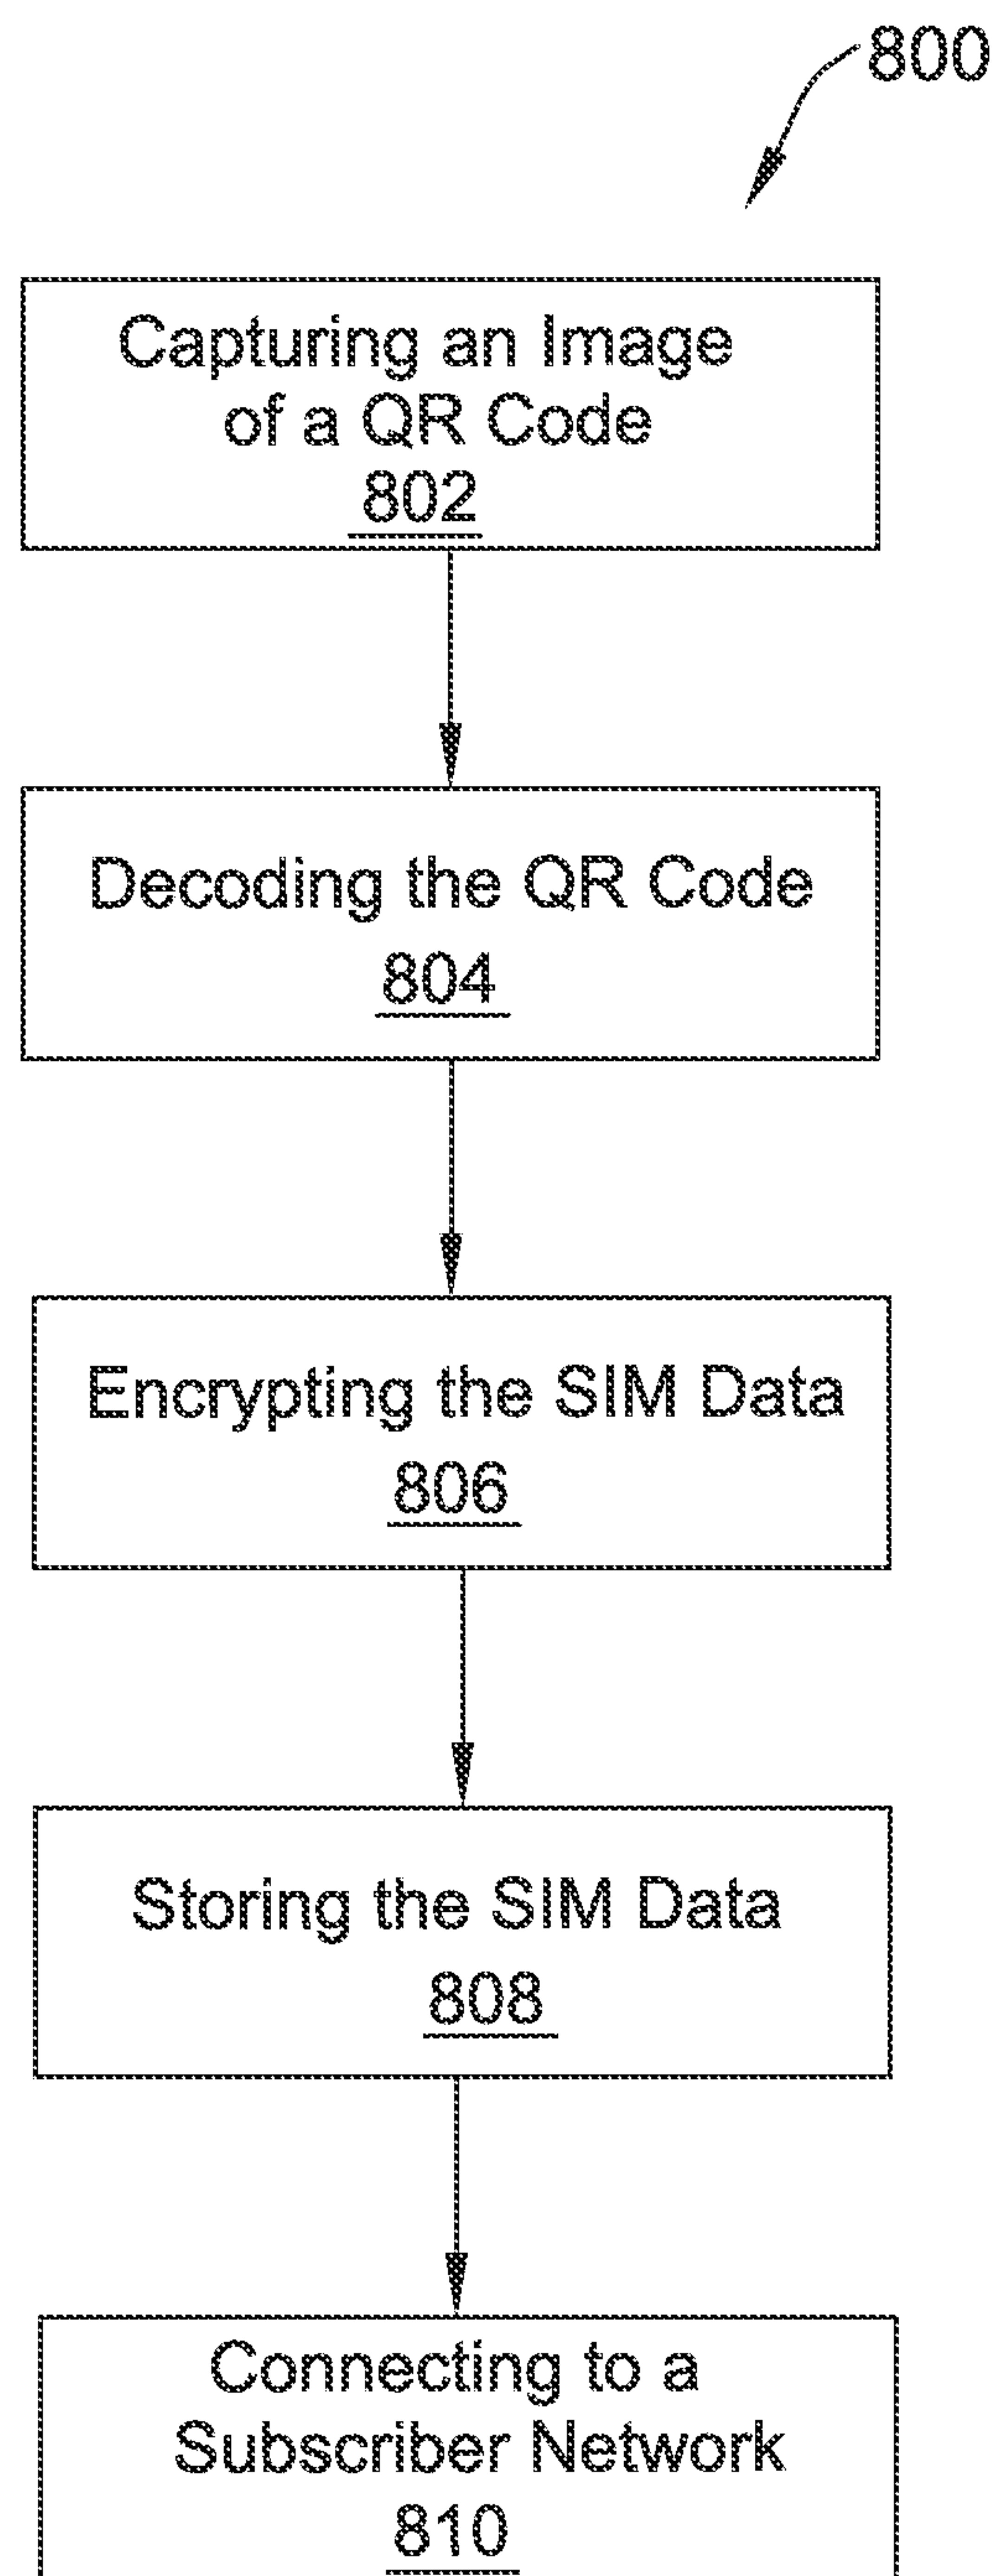 800
Capturing an Image
of a QR Code
802
Decoding the QR Code
804
Encrypting the SIM Data
806
Storing the SIM Data
808
Connecting to a
Subscriber Network
810